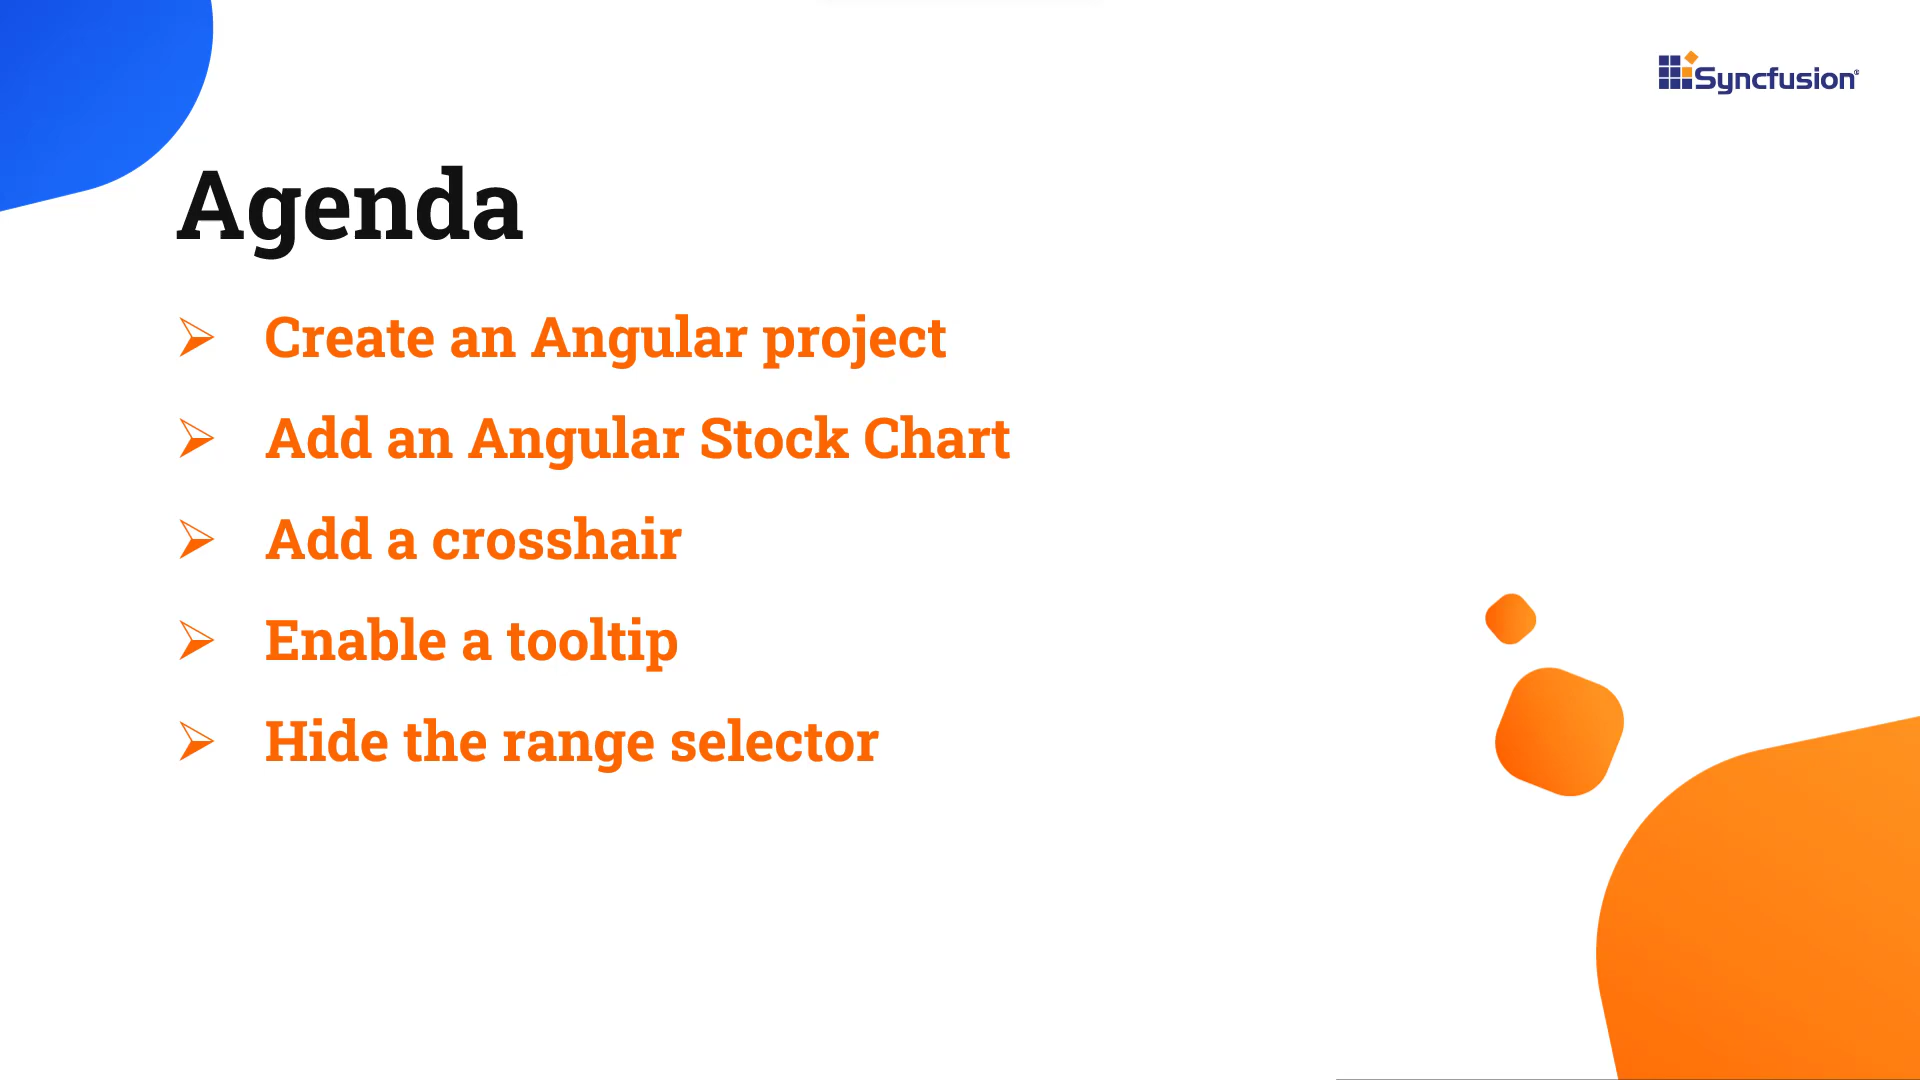 Syncfusion®
Agenda
➢ Create an Angular project
➢ Add an Angular Stock Chart
➢ Add a crosshair
➢ Enable a tooltip
➢ Hide the range selector